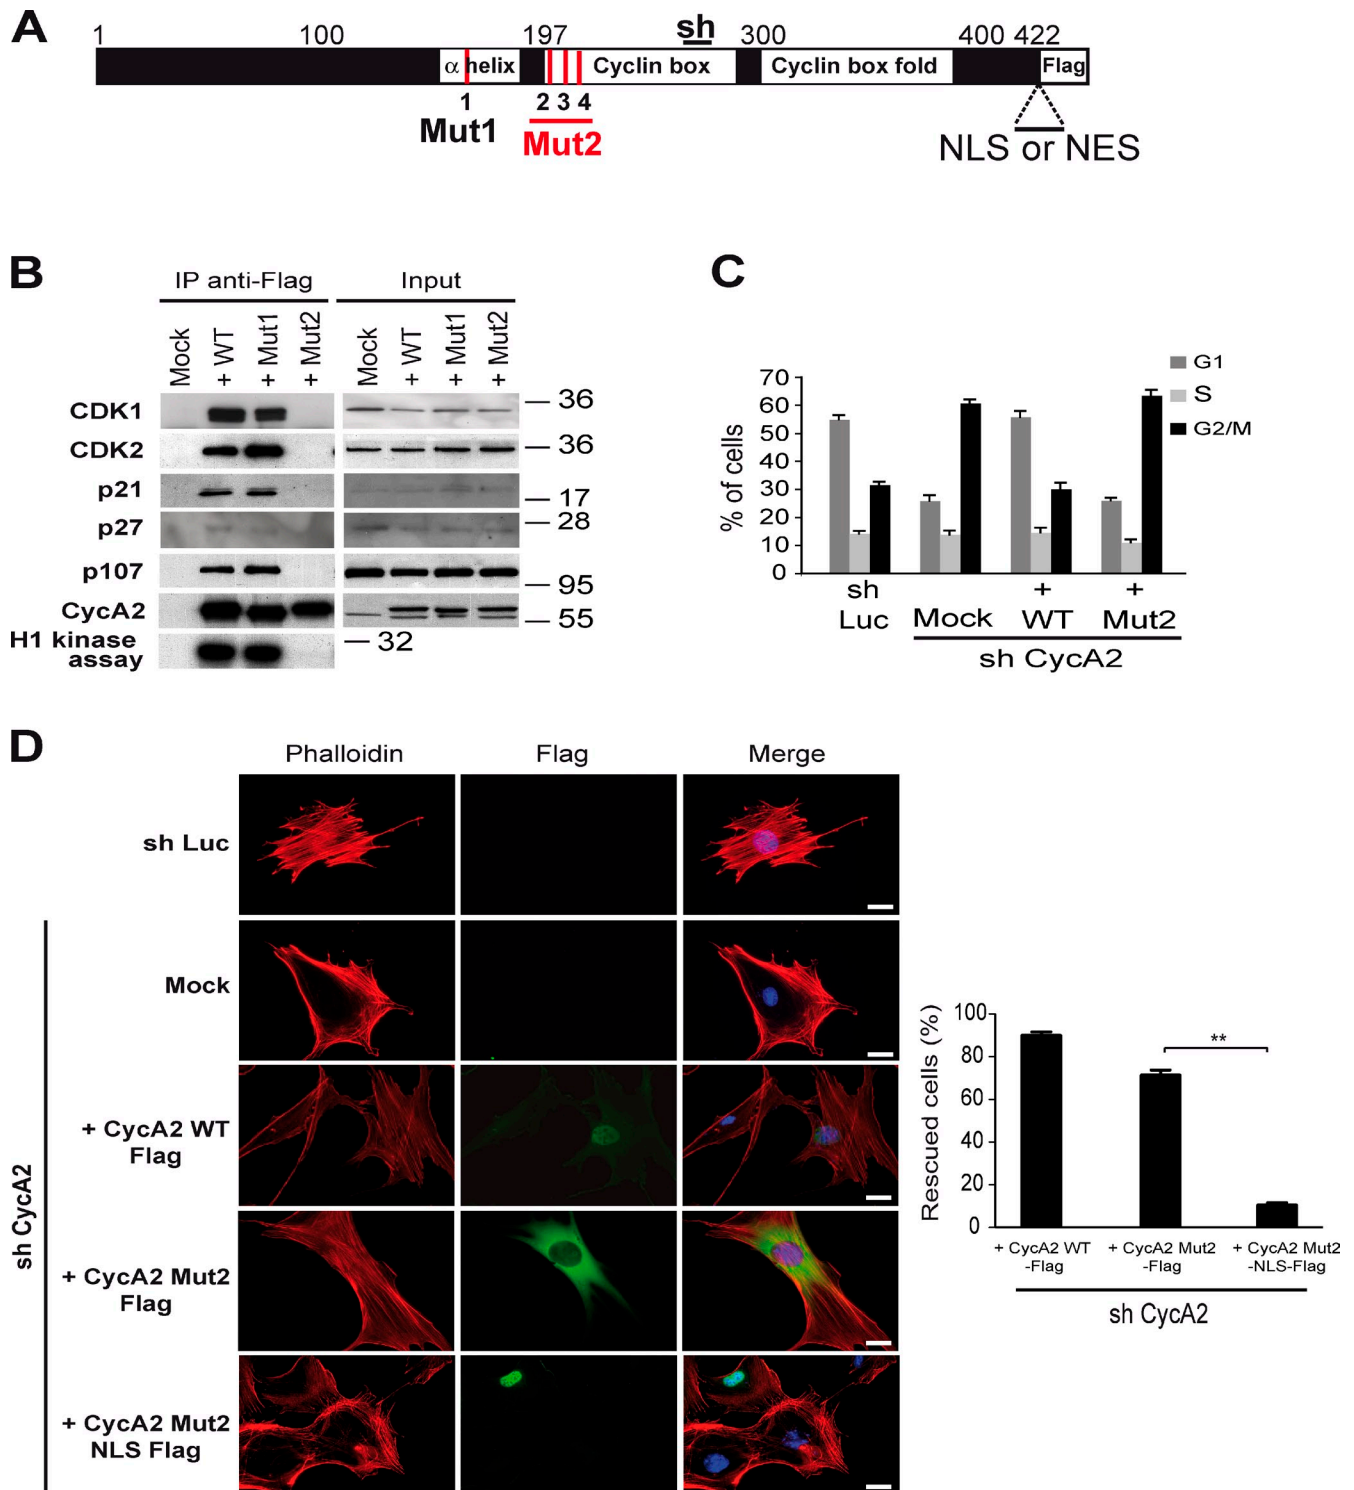 A
1 100 197 sh 300 400 422
α helix Cyclin box Cyclin box fold Flag
1 2 3 4
Mut1 Mut2 NLS or NES
B
IP anti-Flag Input
Mock + WT + Mut1 + Mut2 Mock + WT + Mut1 + Mut2
CDK1 36
CDK2 36
p21 17
p27 28
p107 95
CycA2 55
H1 kinase assay 32
C
G1
S
G2/M
% of cells
70
60
50
40
30
20
10
0
sh Luc Mock + WT + Mut2
sh CycA2
D
Phalloidin Flag Merge
sh Luc
Mock
+ CycA2 WT
Flag
+ CycA2 Mut2
Flag
+ CycA2 Mut2
NLS Flag
sh CycA2
Rescued cells (%)
100
80
60
40
20
0
**
+ CycA2 WT + CycA2 Mut2 + CycA2 Mut2
-Flag -Flag -NLS-Flag
sh CycA2